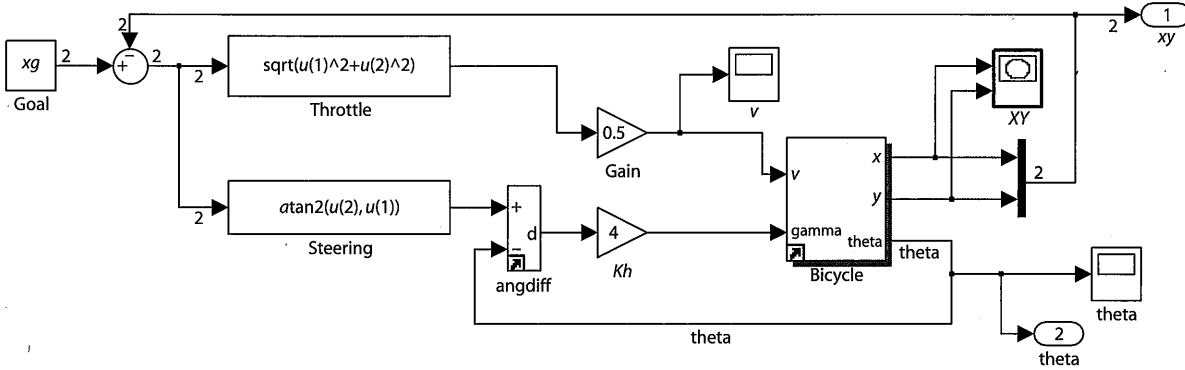 2
1
2
xy
xg
2
+
−
2
2
Goal
sqrt(u(1)^2+u(2)^2)
Throttle
v
XY
0.5
Gain
x
v
y
2
2
atan2(u(2), u(1))
Steering
+
d
−
angdiff
4
Kh
gamma
theta
theta
Bicycle
theta
theta
2
theta